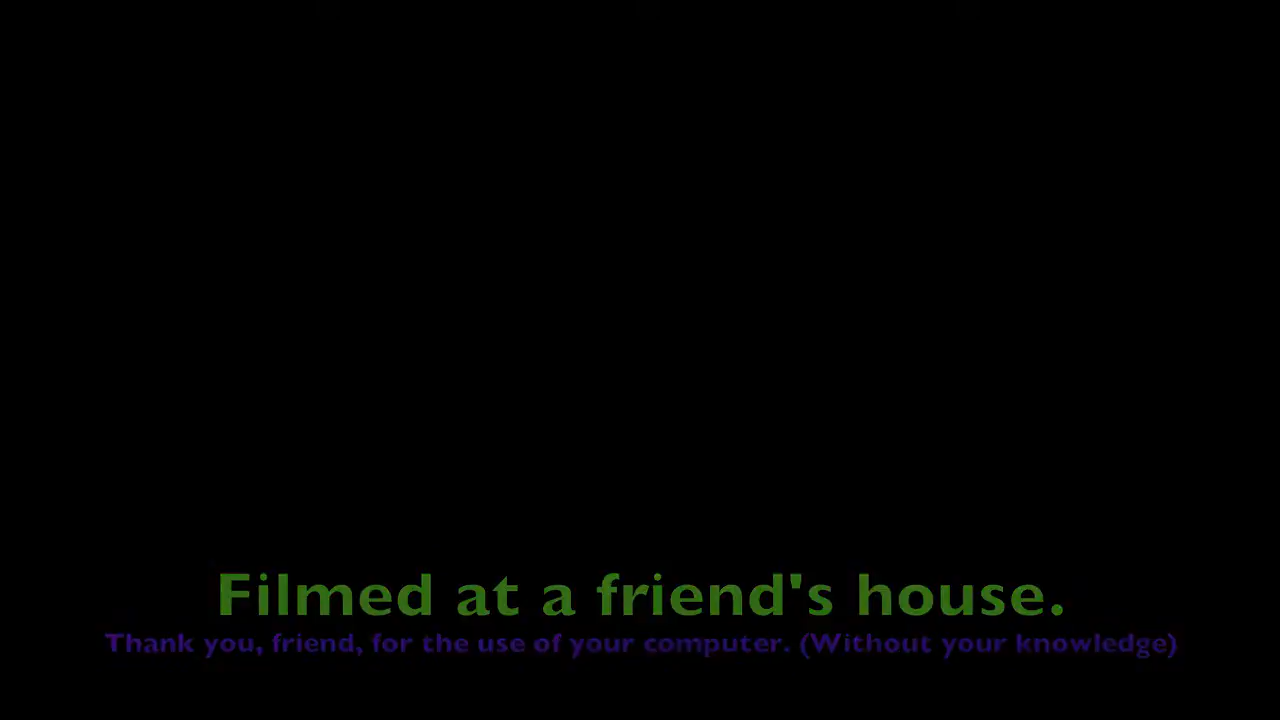 Filmed at a friend's house.
Thank you, friend, for the use of your computer. (Without your knowledge)